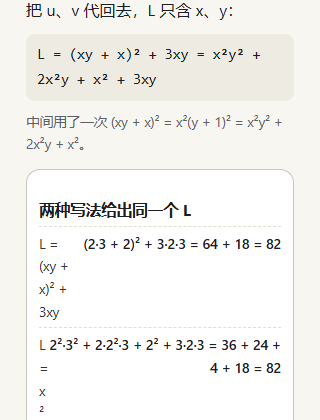 把 u、v 代回去，L 只含 x、y：
L = (xy + x)² + 3xy = x²y² +
2x²y + x² + 3xy
中间用了一次 (xy + x)² = x²(y + 1)² = x²y² +
2x²y + x²。
两种写法给出同一个 L
L = (2·3 + 2)² + 3·2·3 = 64 + 18 = 82
(xy +
x)² +
3xy
L 2²·3² + 2·2²·3 + 2² + 3·2·3 = 36 + 24 +
= 4 + 18 = 82
x
²